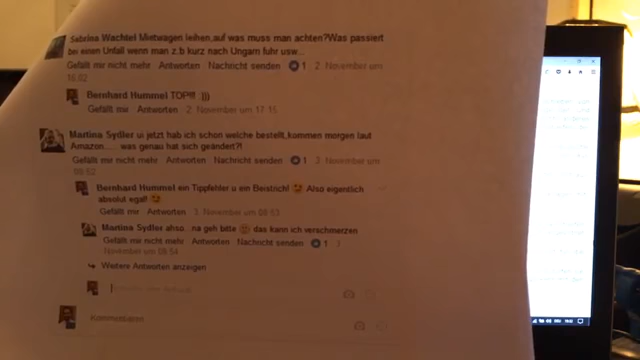 Sabrina Wachtel Mietwagen leihen,auf was muss man achten?Was passiert
bei einem Unfall wenn man z.b kurz nach Ungarn fuhr usw...
Gefällt mir nicht mehr · Antworten · Nachricht senden · 1 · 2. November um
16:02
Bernhard Hummel TOP!!! :)))
Gefällt mir · Antworten · 2. November um 17:15
Martina Sydler ui jetzt hab ich schon welche bestellt,kommen morgen laut
Amazon.... was genau hat sich geändert?!
Gefällt mir nicht mehr · Antworten · Nachricht senden · 1 · 3. November um
Bernhard Hummel ein Tippfehler u ein Beistrich! 😉 Also eigentlich
absolut egal! 😉
Gefällt mir · Antworten · 3. November um 08:53
Martina Sydler ahso...na geh bitte das kann ich verschmerzen
Gefällt mir nicht mehr · Antworten · Nachricht senden · 1 · 3.
November um 08:54
Weitere Antworten anzeigen
Kommentieren